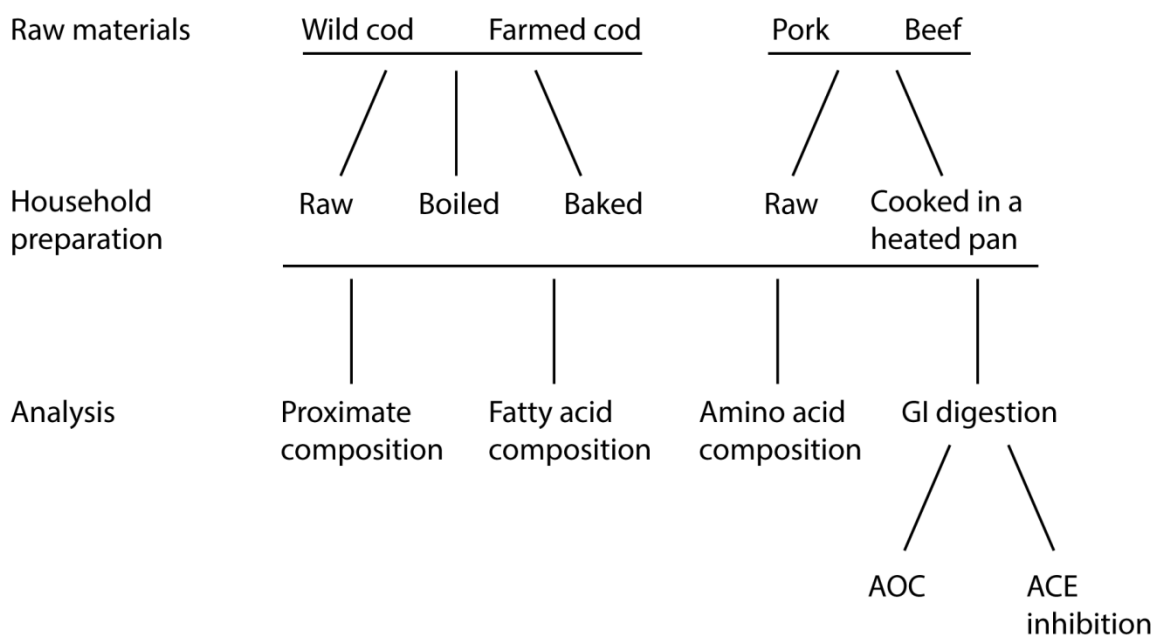 Raw materials
Wild cod
Farmed cod
Pork
Beef
Household
preparation
Raw
Boiled
Baked
Raw
Cooked in a
heated pan
Analysis
Proximate
composition
Fatty acid
composition
Amino acid
composition
GI digestion
AOC
ACE
inhibition